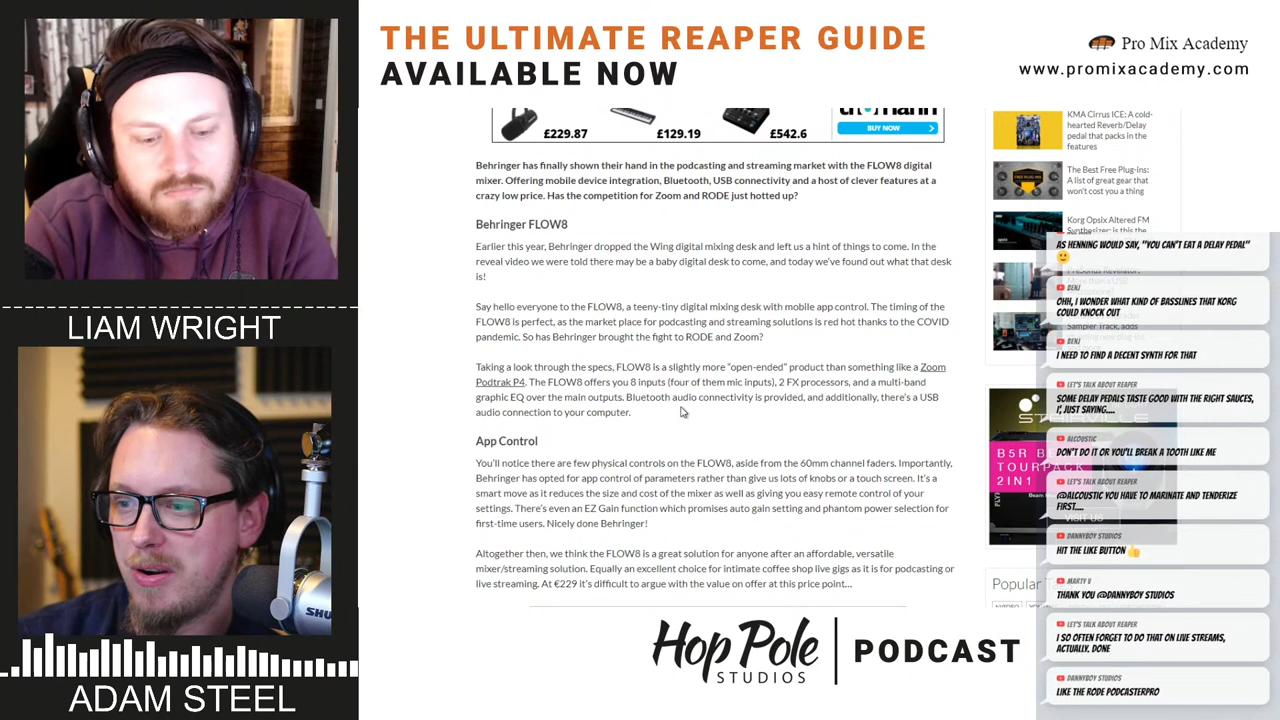 THE ULTIMATE REAPER GUIDE
AVAILABLE NOW
Pro Mix Academy
www.promixacademy.com
£229.87
£129.19
£542.6
BUY NOW
Behringer has finally shown their hand in the podcasting and streaming market with the FLOW8 digital
mixer. Offering mobile device integration, Bluetooth, USB connectivity and a host of clever features at a
crazy low price. Has the competition for Zoom and RODE just hotted up?
Behringer FLOW8
Earlier this year, Behringer dropped the Wing digital mixing desk and left us a hint of things to come. In the
reveal video we were told there may be a baby digital desk to come, and today we've found out what that desk
is!
Say hello everyone to the FLOW8, a teeny-tiny digital mixing desk with mobile app control. The timing of the
FLOW8 is perfect, as the market place for podcasting and streaming solutions is red hot thanks to the COVID
pandemic. So has Behringer brought the fight to RODE and Zoom?
Taking a look through the specs, FLOW8 is a slightly more "open-ended" product than something like a Zoom
Podtrak P4. The FLOW8 offers you 8 inputs (four of them mic inputs), 2 FX processors, and a multi-band
graphic EQ over the main outputs. Bluetooth audio connectivity is provided, and additionally, there's a USB
audio connection to your computer.
App Control
You'll notice there are few physical controls on the FLOW8, aside from the 60mm channel faders. Importantly,
Behringer has opted for app control of parameters rather than give us lots of knobs or a touch screen. It's a
smart move as it reduces the size and cost of the mixer as well as giving you easy remote control of your
settings. There's even an EZ Gain function which promises auto gain setting and phantom power selection for
first-time users. Nicely done Behringer!
Altogether then, we think the FLOW8 is a great solution for anyone after an affordable, versatile
mixer/streaming solution. Equally an excellent choice for intimate coffee shop live gigs as it is for podcasting or
live streaming. At €229 it's difficult to argue with the value on offer at this price point...
KMA Cirrus ICE: A cold-
hearted Reverb/Delay
pedal that packs in the
features
The Best Free Plug-Ins:
A list of great gear that
won't cost you a thing
FREE PLUG-INS
Korg Opsix Altered FM
Synthesizer: is this the
AS HENNING WOULD SAY, "YOU CAN'T EAT A DELAY PEDAL"
BENJ
OHH, I WONDER WHAT KIND OF BASSLINES THAT KORG
COULD KNOCK OUT
Sampler Track, adds
BENJ
I NEED TO FIND A DECENT SYNTH FOR THAT
LET'S TALK ABOUT REAPER
SOME DELAY PEDALS TASTE GOOD WITH THE RIGHT SAUCES,
I', JUST SAYING....
STAIRVILLE
ALCOUSTIC
DON'T DO IT OR YOU'LL BREAK A TOOTH LIKE ME
B5R B
TOURPACK
2IN1
LET'S TALK ABOUT REAPER
@ALCOUSTIC YOU HAVE TO MARINATE AND TENDERIZE
FIRST....
VISIT US
DANNYBOY STUDIOS
HIT THE LIKE BUTTON
Popular
MARTY V
THANK YOU @DANNYBOY STUDIOS
LET'S TALK ABOUT REAPER
I SO OFTEN FORGET TO DO THAT ON LIVE STREAMS,
ACTUALLY. DONE
DANNYBOY STUDIOS
LIKE THE RODE PODCASTERPRO
LIAM WRIGHT
SHU
ADAM STEEL
Hop Pole
STUDIOS
PODCAST